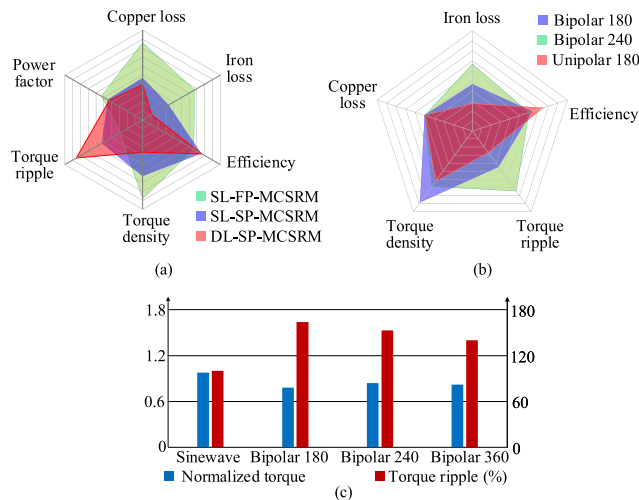 (a)
Copper loss
Iron
loss
Efficiency
Torque
density
Torque
ripple
Power
factor
SL-FP-MCSRM
SL-SP-MCSRM
DL-SP-MCSRM
(b)
Iron loss
Efficiency
Torque
ripple
Torque
density
Copper
loss
Bipolar 180
Bipolar 240
Unipolar 180
1.8
1.2
0.6
0
180
120
60
0
Sinewave Bipolar 180 Bipolar 240 Bipolar 360
Normalized torque Torque ripple (%)
(c)